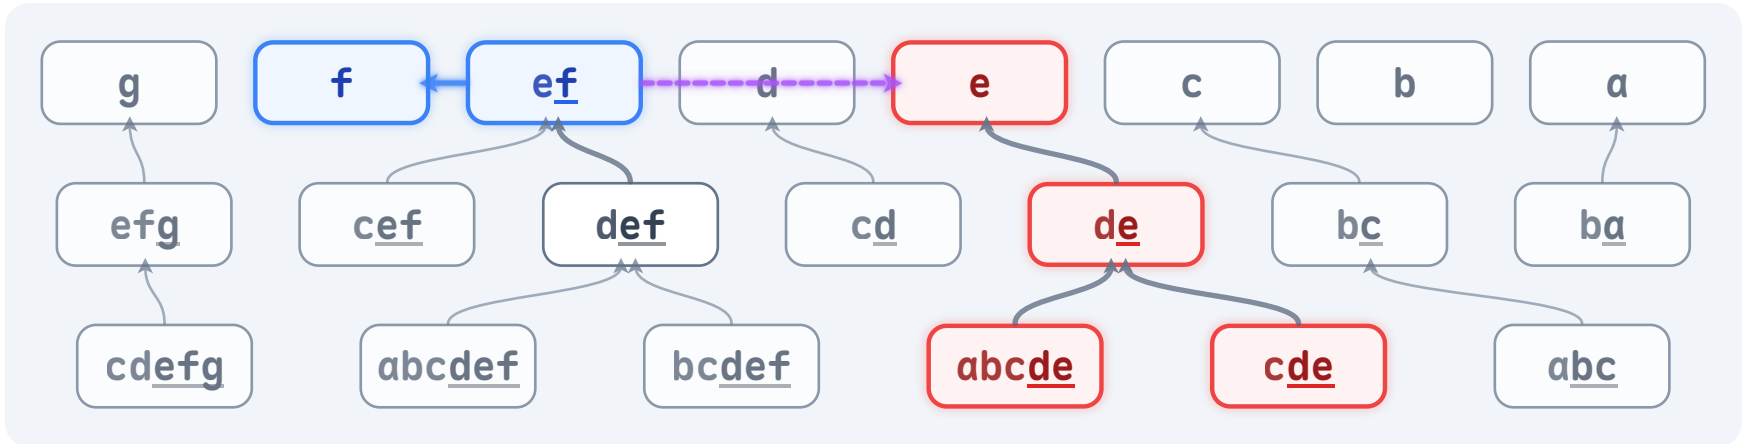 g f ef d e c b a
efg cef def cd de bc ba
cdefg abcdef bcdef abcde cde abc